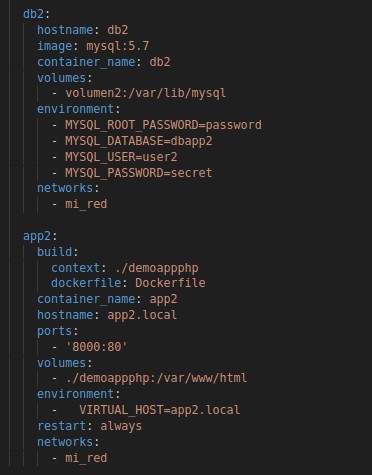 db2:
hostname: db2
image: mysql:5.7
container_name: db2
volumes:
- volumen2:/var/lib/mysql
environment:
- MYSQL_ROOT_PASSWORD=password
- MYSQL_DATABASE=dbapp2
- MYSQL_USER=user2
- MYSQL_PASSWORD=secret
networks:
- mi_red
app2:
build:
context: ./demoappphp
dockerfile: Dockerfile
container_name: app2
hostname: app2.local
ports:
- '8000:80'
volumes:
- ./demoappphp:/var/www/html
environment:
-   VIRTUAL_HOST=app2.local
restart: always
networks:
- mi_red